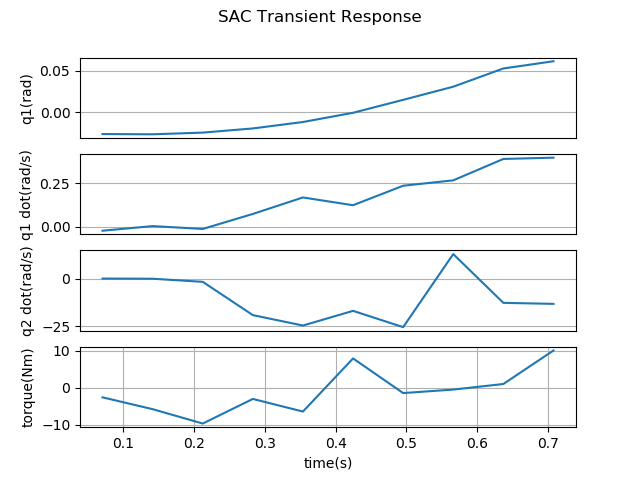 SAC Transient Response
0.05
0.00
q1(rad)
0.25
0.00
q1 dot(rad/s)
0
−25
q2 dot(rad/s)
10
0
−10
torque(Nm)
0.1 0.2 0.3 0.4 0.5 0.6 0.7
time(s)